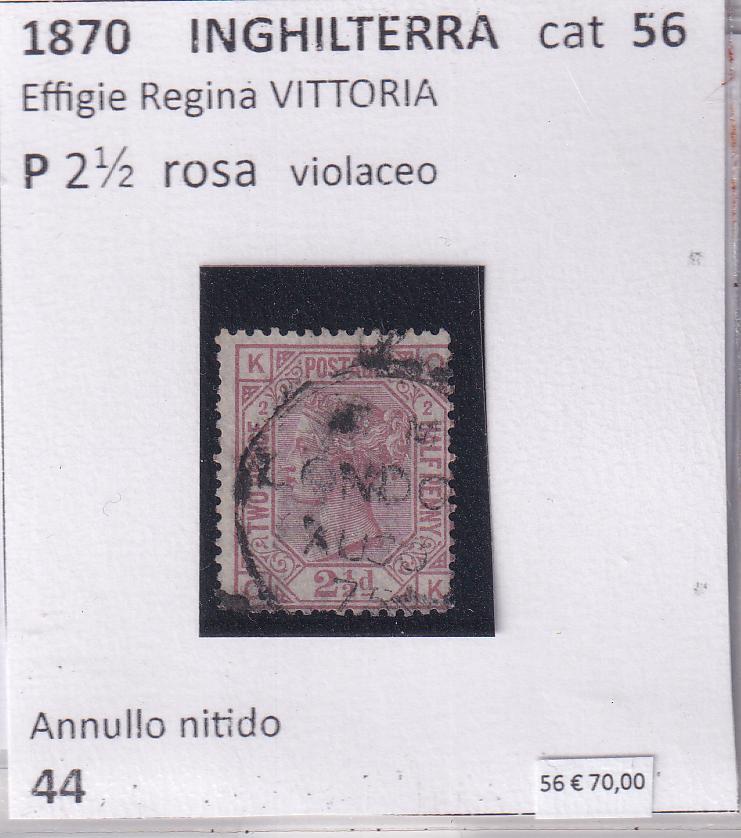 1870 INGHILTERRA cat 56
Effigie Regina VITTORIA
P 2½ rosa violaceo
K
POSTAGE
2 2
TWO
HALFPENNY
2½d
K
Annullo nitido
44
56 € 70,00